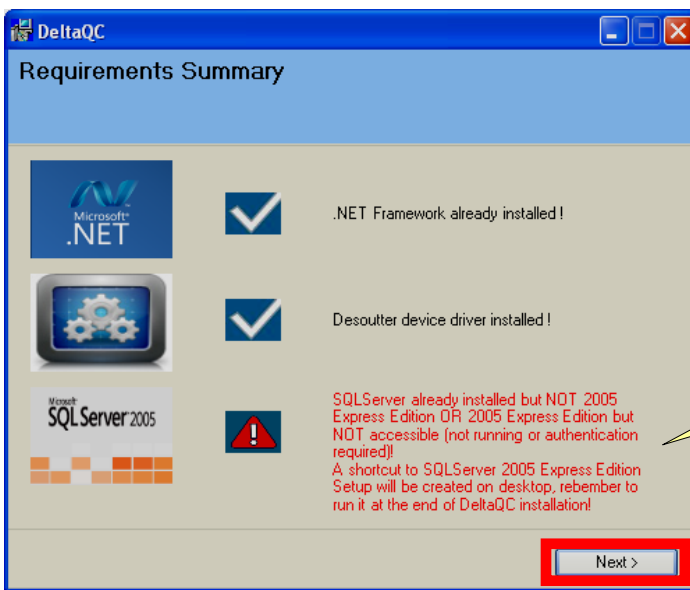 DeltaQC
Requirements Summary
Microsoft®
.NET
.NET Framework already installed !
Desoutter device driver installed !
Microsoft®
SQL Server 2005
SQLServer already installed but NOT 2005
Express Edition OR 2005 Express Edition but
NOT accessible (not running or authentication
required)!
A shortcut to SQLServer 2005 Express Edition
Setup will be created on desktop, rebember to
run it at the end of DeltaQC installation!
Next >